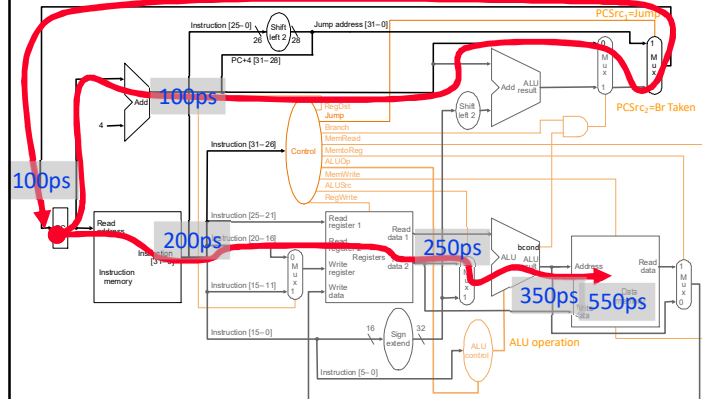 Instruction [25–0]
Shift
left 2
Jump address [31–0]
PCSrc₁=Jump
26
28
PC+4 [31–28]
0
M
u
x
1
1
M
u
x
0
Add
100ps
Add
ALU
result
4
Shift
left 2
PCSrc₂=Br Taken
RegDst
Jump
Branch
MemRead
MemtoReg
ALUOp
MemWrite
ALUSrc
RegWrite
Instruction [31–26]
Control
100ps
Read
address
Instruction
memory
Instruction [25–21]
Instruction [20–16]
200ps
Instruction [15–11]
0
M
u
x
1
Read
register 1
Read
Write
register
Write
data
Registers
Read
data 1
data 2
250ps
M
u
x
1
bcond
ALU
ALU
result
350ps
550ps
Address
Read
data
1
M
u
x
0
Instruction [15–0]
16
Sign
extend
32
ALU
control
ALU operation
Instruction [5–0]